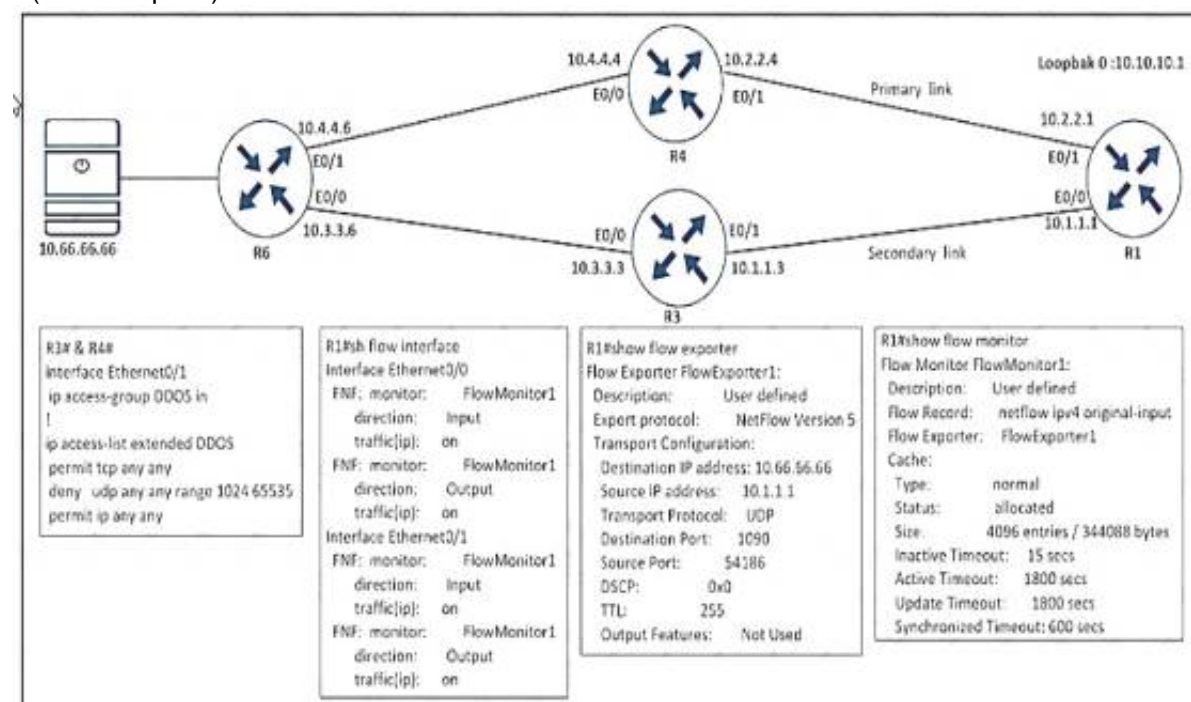 10.4.4.4
E0/0
10.2.2.4
E0/1
R4
Loopbak 0 :10.10.10.1
Primary link
10.2.2.1
E0/1
E0/0
10.1.1.1
R1
10.66.66.66
10.4.4.6
E0/1
E0/0
10.3.3.6
R6
E0/0
10.3.3.3
E0/1
10.1.1.3
R3
Secondary link
R3# & R4#
interface Ethernet0/1
ip access-group DDOS in
!
ip access-list extended DDOS
permit tcp any any
deny udp any any range 1024 65535
permit ip any any
R1#sh flow interface
Interface Ethernet0/0
FNF: monitor: FlowMonitor1
direction: Input
traffic(ip): on
FNF: monitor: FlowMonitor1
direction: Output
traffic(ip): on
Interface Ethernet0/1
FNF: monitor: FlowMonitor1
direction: Input
traffic(ip): on
FNF: monitor: FlowMonitor1
direction: Output
traffic(ip): on
R1#show flow exporter
Flow Exporter FlowExporter1:
Description: User defined
Export protocol: NetFlow Version 5
Transport Configuration:
Destination IP address: 10.66.66.66
Source IP address: 10.1.1.1
Transport Protocol: UDP
Destination Port: 1090
Source Port: 54186
DSCP: 0x0
TTL: 255
Output Features: Not Used
R1#show flow monitor
Flow Monitor FlowMonitor1:
Description: User defined
Flow Record: netflow ipv4 original-input
Flow Exporter: FlowExporter1
Cache:
Type: normal
Status: allocated
Size: 4096 entries / 344088 bytes
Inactive Timeout: 15 secs
Active Timeout: 1800 secs
Update Timeout: 1800 secs
Synchronized Timeout: 600 secs